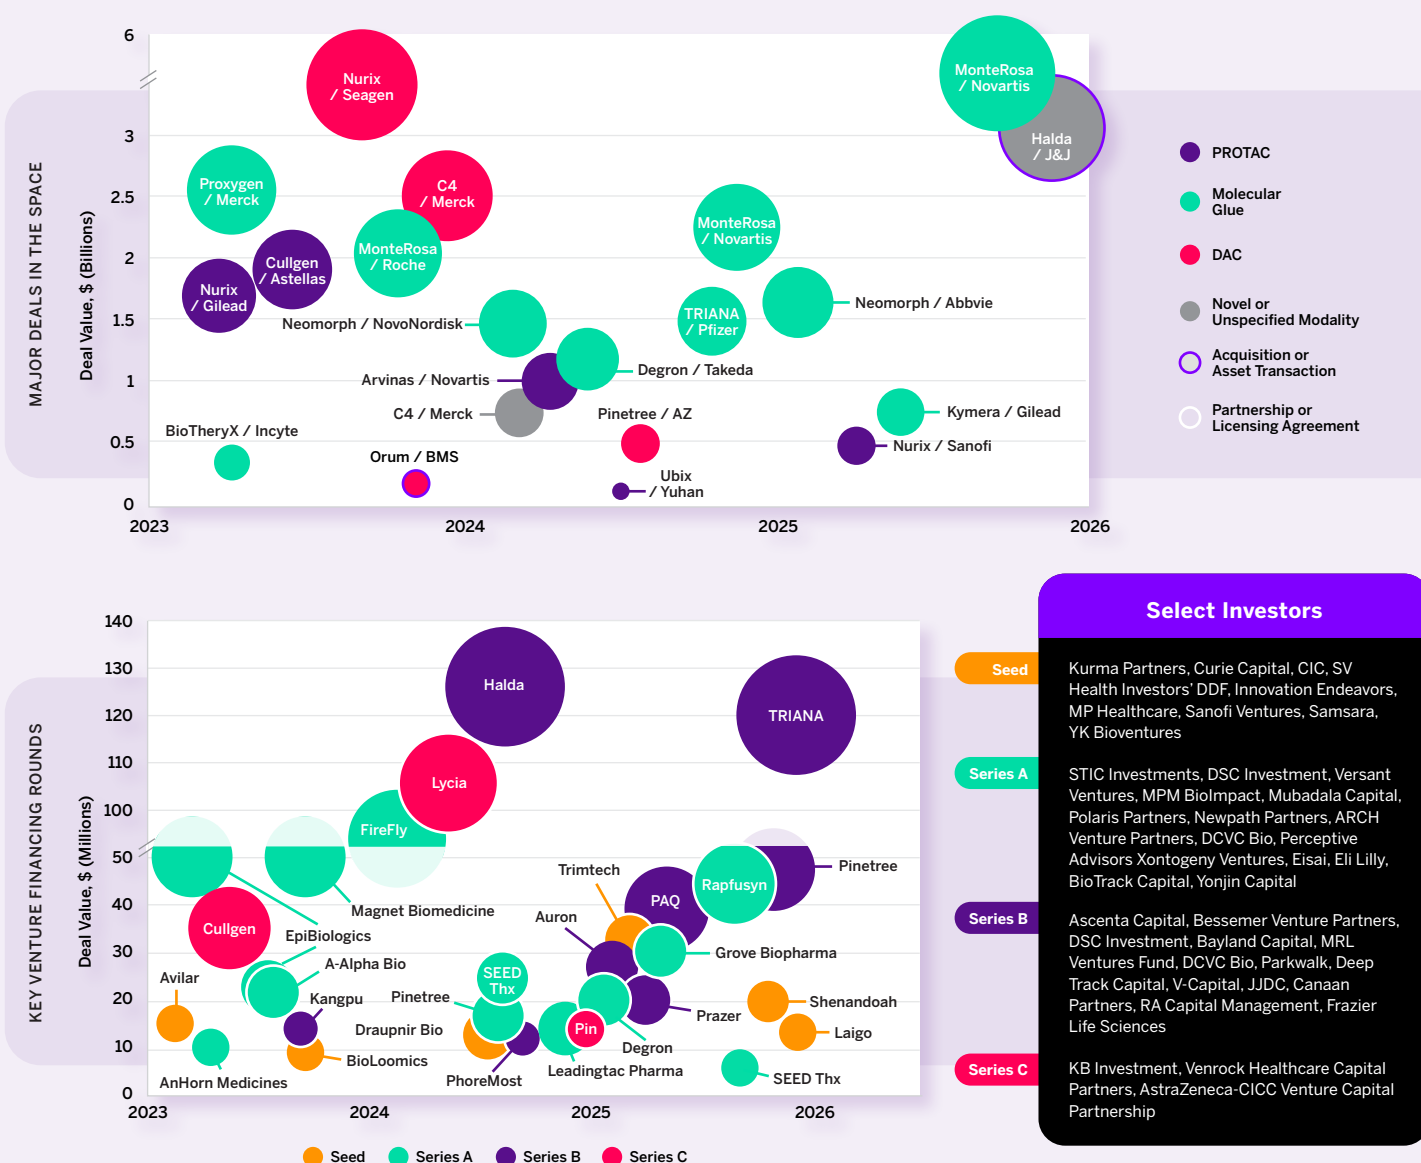 MAJOR DEALS IN THE SPACE
Deal Value, $ (Billions)
6
3
2.5
2
1.5
1
0.5
0
2023
2024
2025
2026
Nurix
/ Seagen
MonteRosa
/ Novartis
Halda
/ J&J
Proxygen
/ Merck
C4
/ Merck
MonteRosa
/ Roche
Cullgen
/ Astellas
Nurix
/ Gilead
MonteRosa
/ Novartis
Neomorph / NovoNordisk
TRIANA
/ Pfizer
Neomorph / Abbvie
Arvinas / Novartis
Degron / Takeda
C4 / Merck
Pinetree / AZ
Kymera / Gilead
BioTheryX / Incyte
Nurix / Sanofi
Orum / BMS
Ubix
/ Yuhan
PROTAC
Molecular
Glue
DAC
Novel or
Unspecified Modality
Acquisition or
Asset Transaction
Partnership or
Licensing Agreement
KEY VENTURE FINANCING ROUNDS
Deal Value, $ (Millions)
140
130
120
110
100
50
40
30
20
10
0
2023
2024
2025
2026
Halda
TRIANA
Lycia
FireFly
Trimtech
Pinetree
Rapfusyn
PAQ
Magnet Biomedicine
Auron
Cullgen
EpiBiologics
Grove Biopharma
A-Alpha Bio
SEED
Thx
Avilar
Kangpu
Pinetree
Shenandoah
Prazer
Draupnir Bio
Pin
Laigo
Degron
BioLoomics
Leadingtac Pharma
AnHorn Medicines
PhoreMost
SEED Thx
Seed
Series A
Series B
Series C
Select Investors
Seed
Kurma Partners, Curie Capital, CIC, SV
Health Investors' DDF, Innovation Endeavors,
MP Healthcare, Sanofi Ventures, Samsara,
YK Bioventures
Series A
STIC Investments, DSC Investment, Versant
Ventures, MPM BioImpact, Mubadala Capital,
Polaris Partners, Newpath Partners, ARCH
Venture Partners, DCVC Bio, Perceptive
Advisors Xontogeny Ventures, Eisai, Eli Lilly,
BioTrack Capital, Yonjin Capital
Series B
Ascenta Capital, Bessemer Venture Partners,
DSC Investment, Bayland Capital, MRL
Ventures Fund, DCVC Bio, Parkwalk, Deep
Track Capital, V-Capital, JJDC, Canaan
Partners, RA Capital Management, Frazier
Life Sciences
Series C
KB Investment, Venrock Healthcare Capital
Partners, AstraZeneca-CICC Venture Capital
Partnership